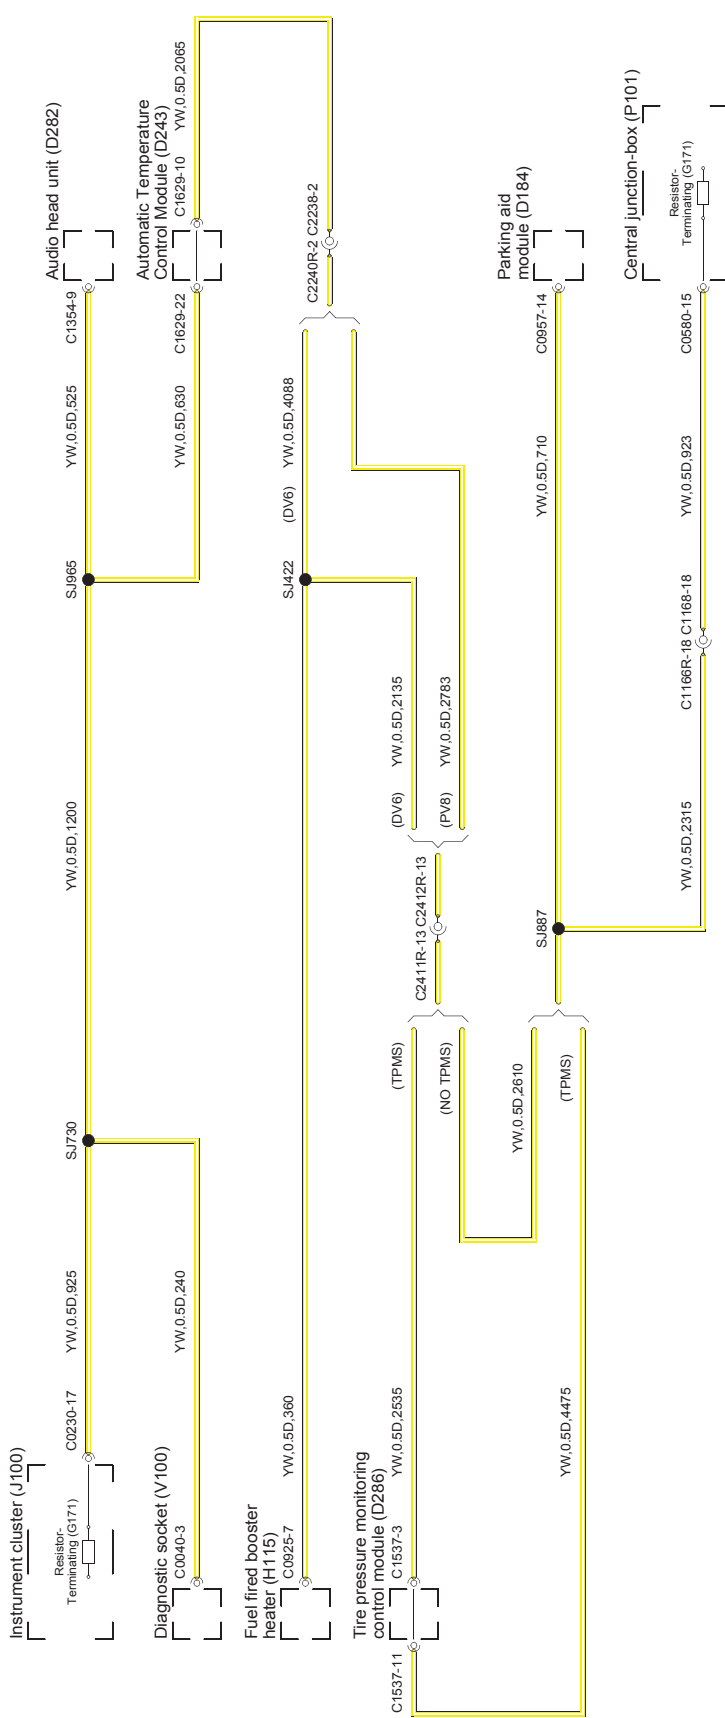 Instrument cluster (J100)
Resistor-
Terminating (G171)
C0230-17
YW,0.5D,925
SJ730
YW,0.5D,1200
SJ965
YW,0.5D,525
C1354-9
Audio head unit (D282)
Diagnostic socket (V100)
C0040-3
YW,0.5D,240
YW,0.5D,630
C1629-22
Automatic Temperature
Control Module (D243)
C1629-10
YW,0.5D,2065
Fuel fired booster
heater (H115)
C0925-7
YW,0.5D,360
SJ422
(DV6)
YW,0.5D,4088
C2240R-2
C2238-2
Tire pressure monitoring
control module (D286)
C1537-11
C1537-3
YW,0.5D,2535
(TPMS)
(NO TPMS)
C2411R-13
C2412R-13
(DV6)
YW,0.5D,2135
(PV8)
YW,0.5D,2783
YW,0.5D,2610
YW,0.5D,4475
(TPMS)
SJ887
YW,0.5D,710
C0957-14
Parking aid
module (D184)
YW,0.5D,2315
C1166R-18
C1168-18
YW,0.5D,923
C0580-15
Central junction-box (P101)
Resistor-
Terminating (G171)